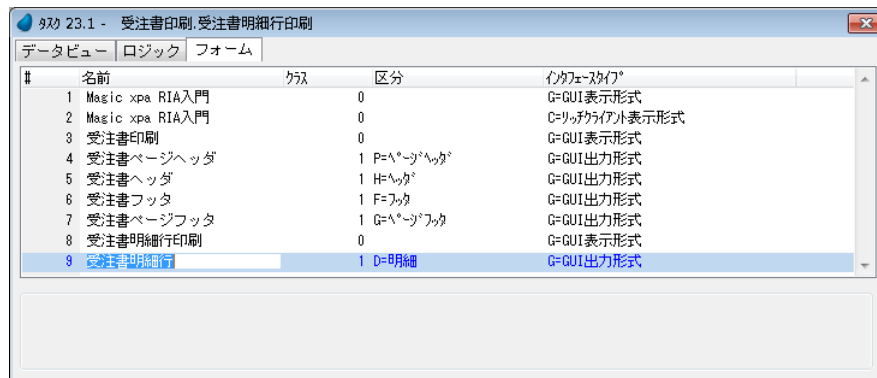 ﾀｽｸ 23.1 - 受注書印刷.受注書明細行印刷
データビュー ロジック フォーム
# 名前 ｸﾗｽ 区分 ｲﾝﾀﾌｪｰｽﾀｲﾌﾟ
1 Magic xpa RIA入門 0 G=GUI表示形式
2 Magic xpa RIA入門 0 C=ﾘｯﾁｸﾗｲｱﾝﾄ表示形式
3 受注書印刷 0 G=GUI表示形式
4 受注書ページヘッダ 1 P=ﾍﾟｰｼﾞﾍｯﾀﾞ G=GUI出力形式
5 受注書ヘッダ 1 H=ﾍｯﾀﾞ G=GUI出力形式
6 受注書フッタ 1 F=ﾌｯﾀ G=GUI出力形式
7 受注書ページフッタ 1 G=ﾍﾟｰｼﾞﾌｯﾀ G=GUI出力形式
8 受注書明細行印刷 0 G=GUI表示形式
9 受注書明細行 1 D=明細 G=GUI出力形式